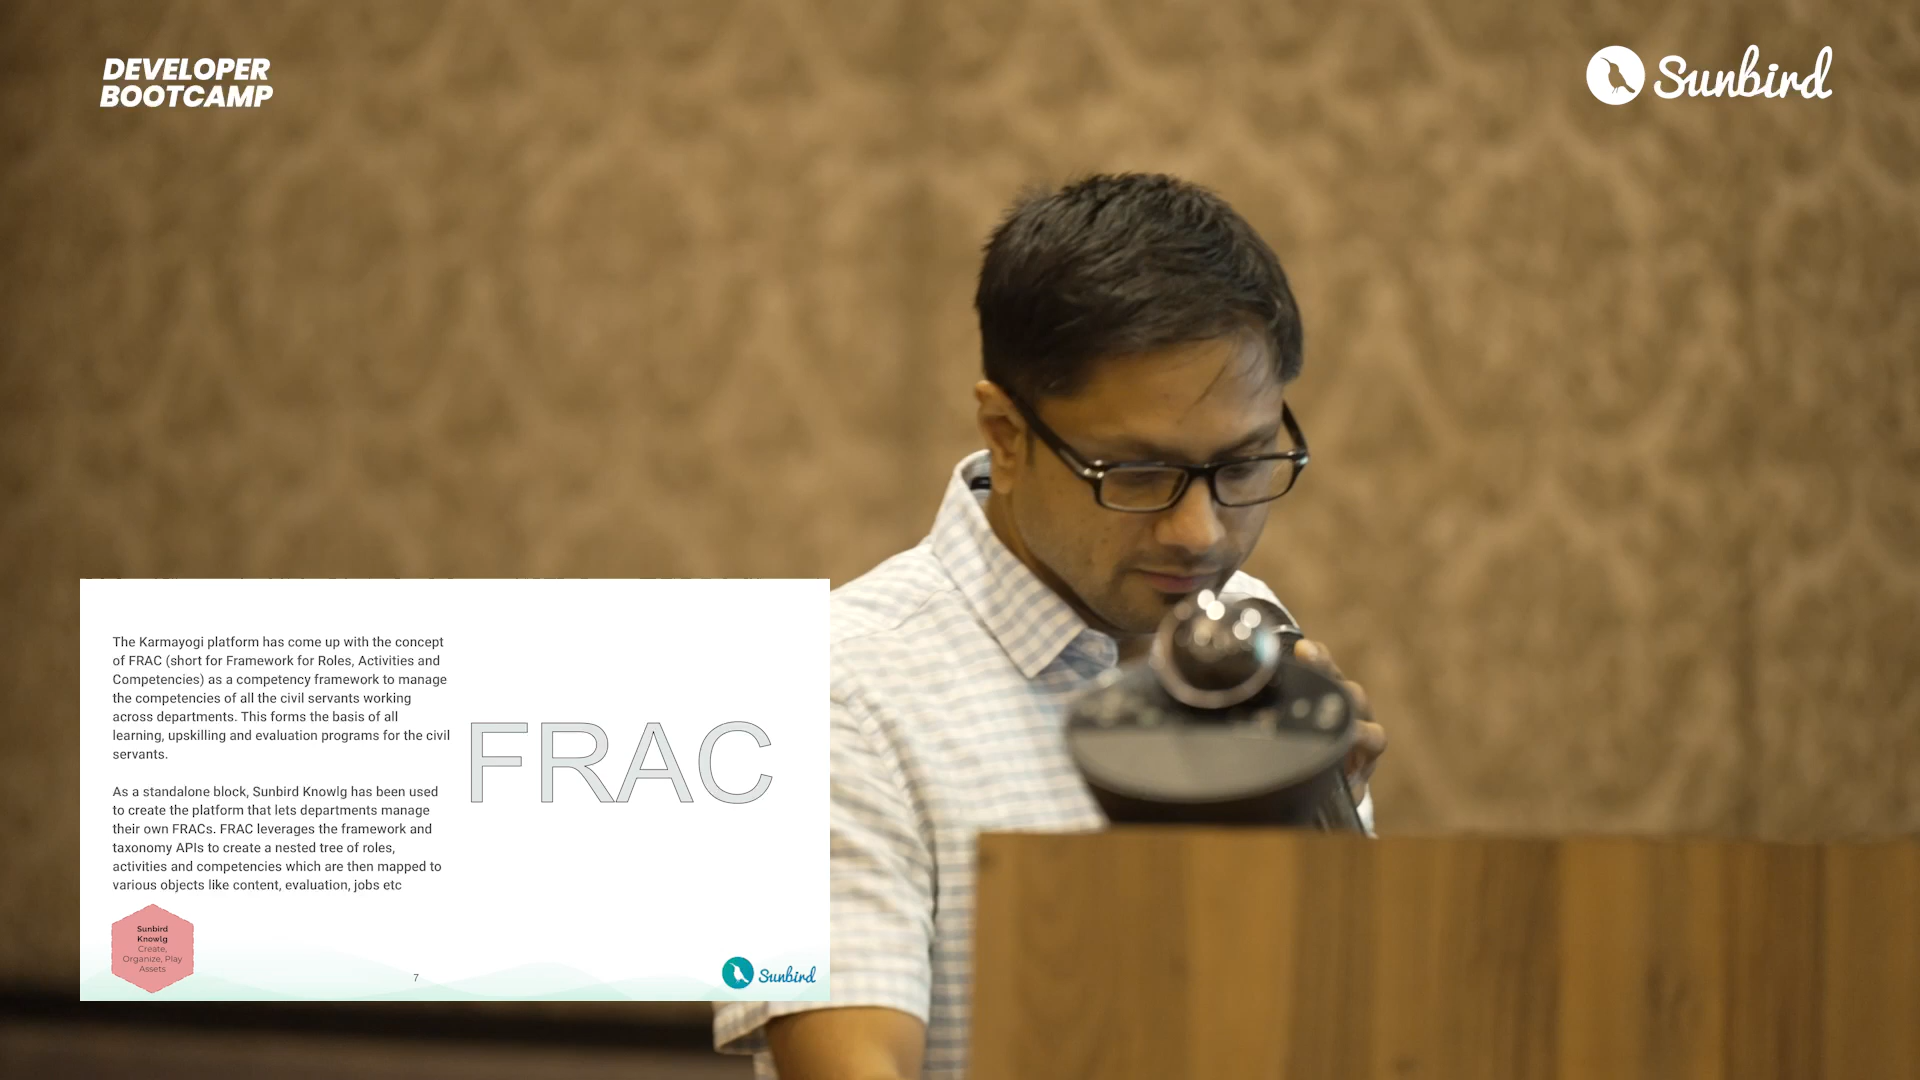 DEVELOPER
BOOTCAMP
Sunbird
The Karmayogi platform has come up with the concept
of FRAC (short for Framework for Roles, Activities and
Competencies) as a competency framework to manage
the competencies of all the civil servants working
across departments. This forms the basis of all
learning, upskilling and evaluation programs for the civil
servants.
As a standalone block, Sunbird Knowlg has been used
to create the platform that lets departments manage
their own FRACs. FRAC leverages the framework and
taxonomy APIs to create a nested tree of roles,
activities and competencies which are then mapped to
various objects like content, evaluation, jobs etc
FRAC
Sunbird
Knowlg
Create,
Organize, Play
Assets
7
Sunbird